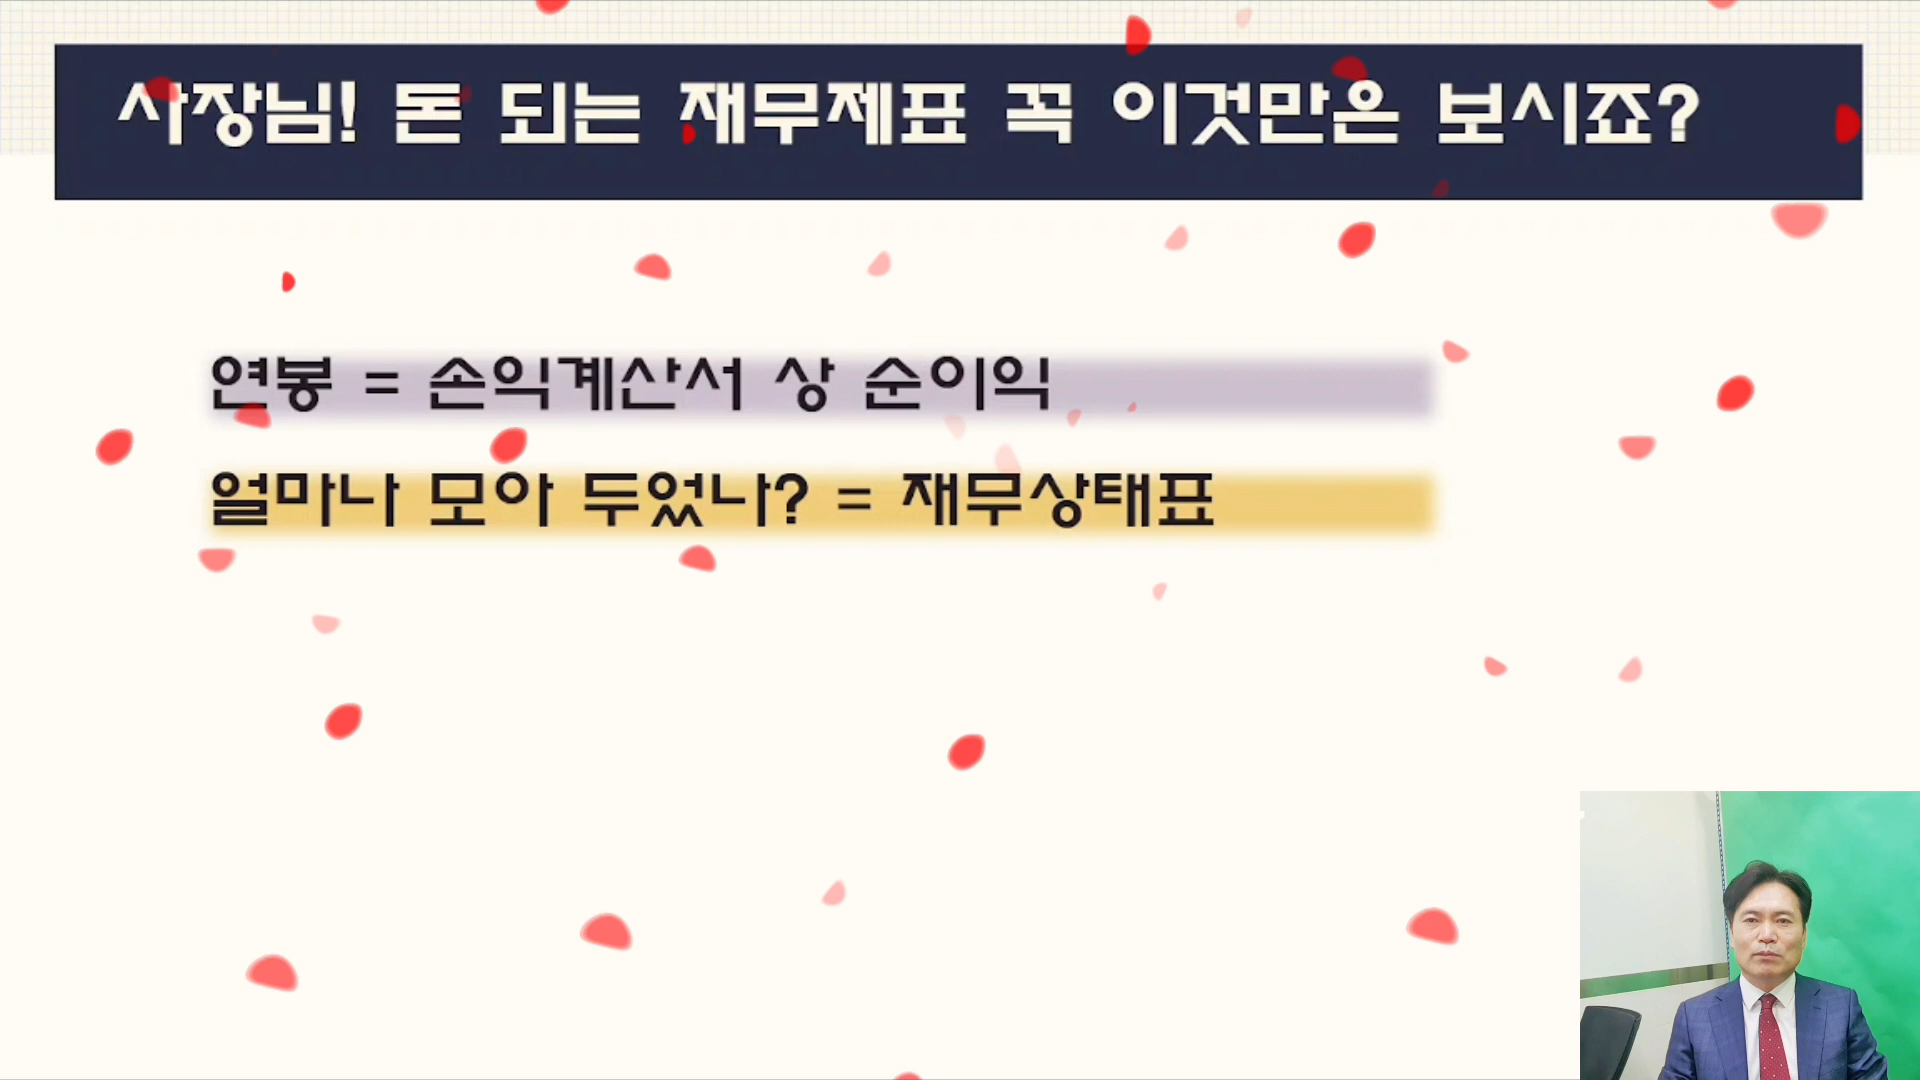 사장님! 돈 되는 재무제표 꼭 이것만은 보시죠?
연봉 = 손익계산서 상 순이익
얼마나 모아 두었나? = 재무상태표